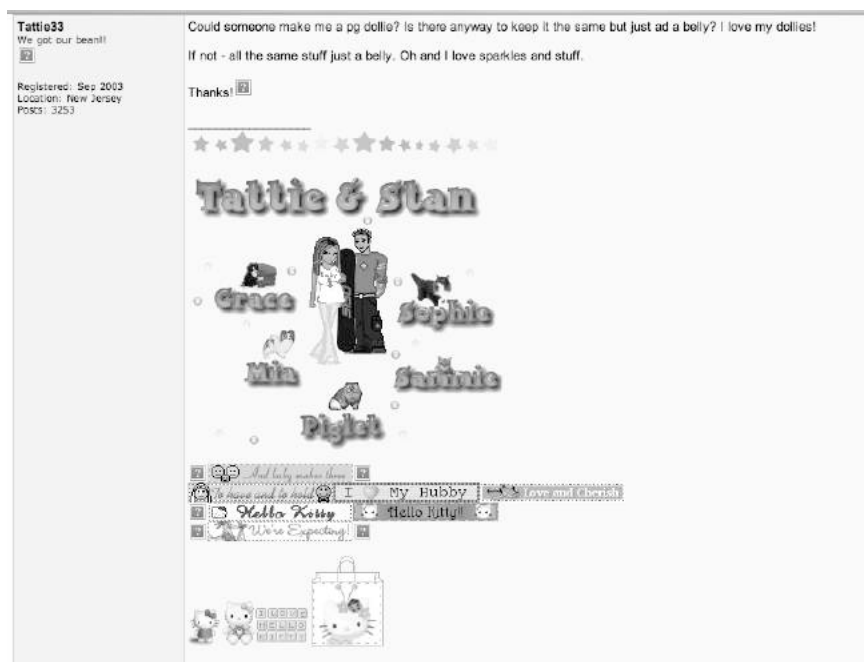 Tattie33
We got our bean!!
Registered: Sep 2003
Location: New Jersey
Posts: 3253
Could someone make me a pg dollie? Is there anyway to keep it the same but just ad a belly? I love my dollies!
If not - all the same stuff just a belly. Oh and I love sparkles and stuff.
Thanks!
Tattie & Stan
Grace
Sophie
Mia
Sammie
Piglet
And baby makes three
To have and to hold I My Hubby Love and Cherish
Hello Kitty Hello Kitty!!
We're Expecting!
I LOVE
HELLO
KITTY